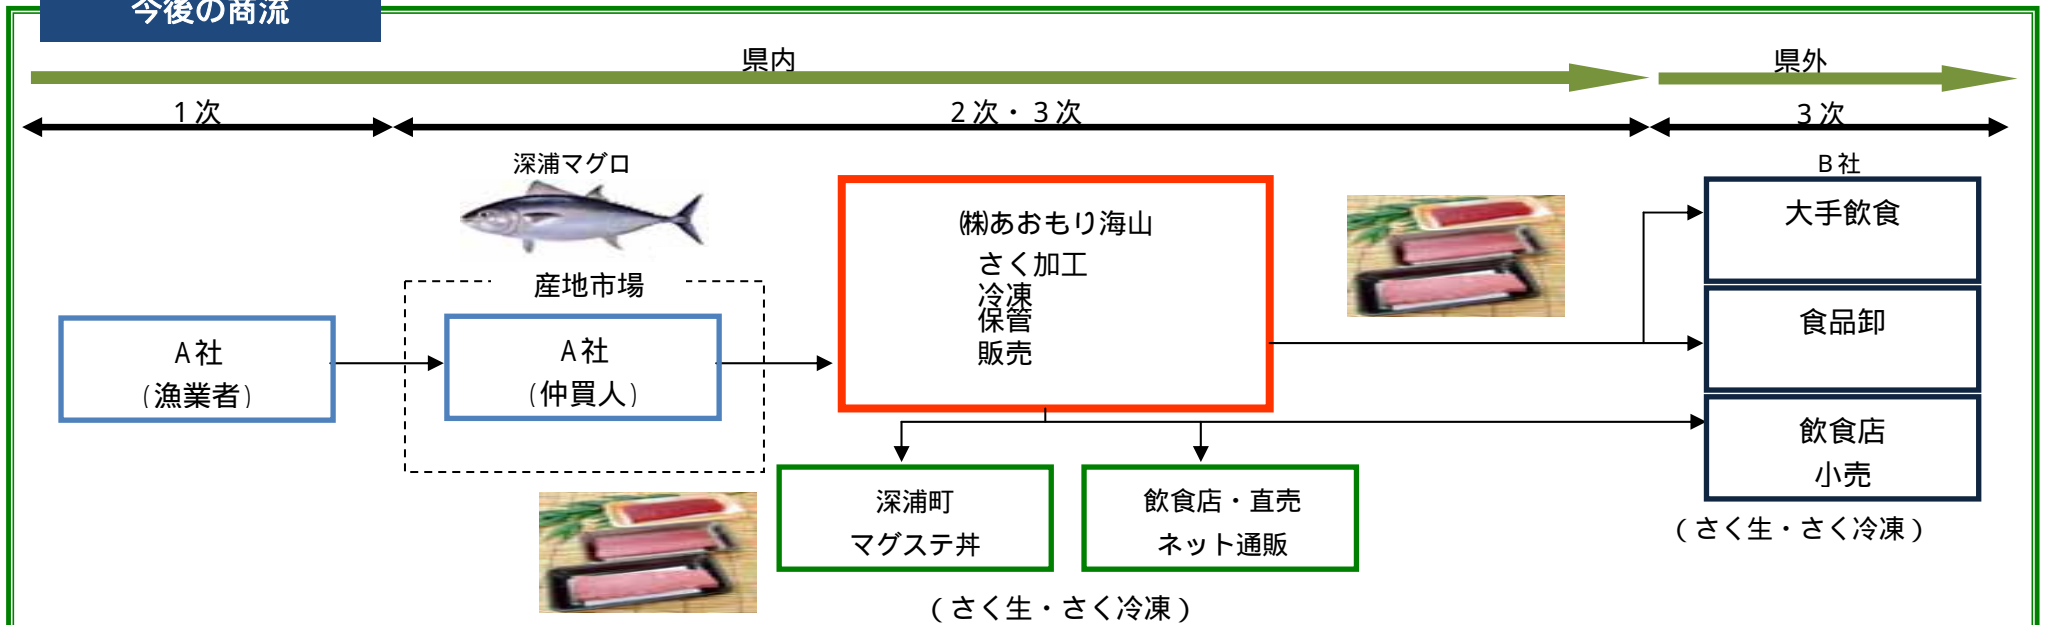 今後の商流
県内
県外
1次
2次・3次
3次
深浦マグロ
B社
㈱あおもり海山
さく加工
冷凍
保管
販売
大手飲食
産地市場
食品卸
A社
(漁業者)
A社
(仲買人)
飲食店
小売
深浦町
マグステ丼
飲食店・直売
ネット通販
(さく生・さく冷凍)
(さく生・さく冷凍)